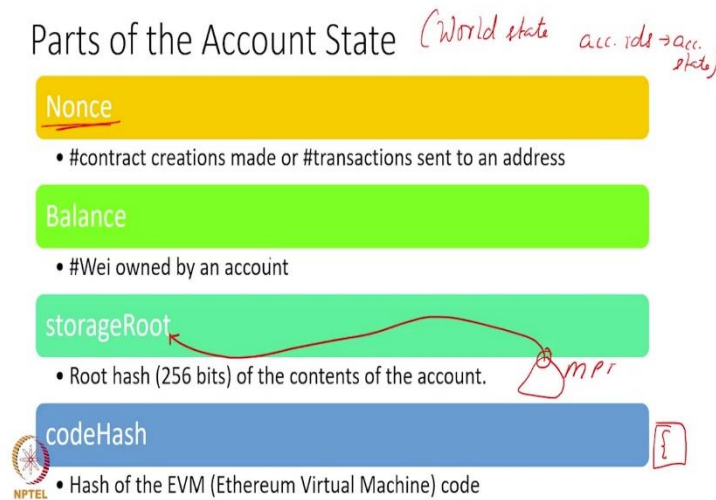 Parts of the Account State (World state acc. ids → acc. state)
Nonce
• #contract creations made or #transactions sent to an address
Balance
• #Wei owned by an account
storageRoot
• Root hash (256 bits) of the contents of the account.
MPT
codeHash
{
• Hash of the EVM (Ethereum Virtual Machine) code
NPTEL